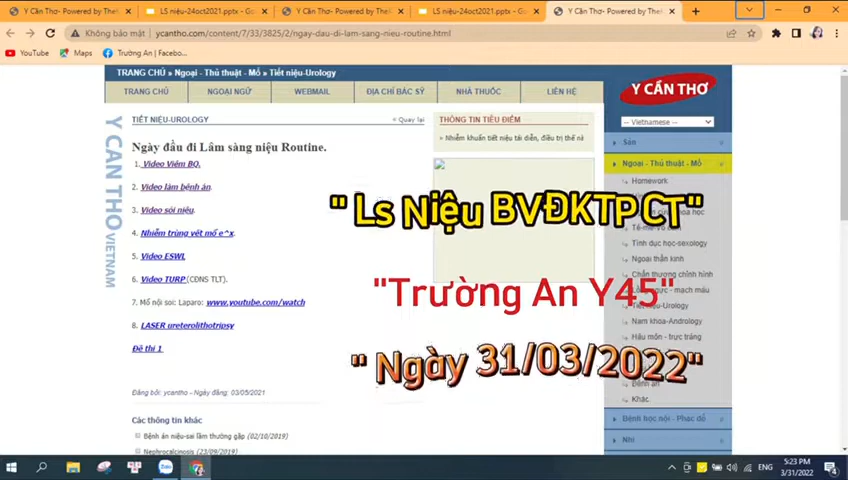 Y Cần Thơ- Powered by TheK
LS niệu-24oct2021.pptx - Go
Y Cần Thơ- Powered by TheK
LS niệu-24oct2021.pptx - Go
Y Cần Thơ- Powered by TheK
Không bảo mật | ycantho.com/content/7/33/3825/2/ngay-dau-di-lam-sang-nieu-routine.html
YouTube Maps Trường An | Faceboo...
TRANG CHỦ » Ngoại - Thủ thuật - Mổ » Tiết niệu-Urology
TRANG CHỦ NGOẠI NGỮ WEBMAIL ĐỊA CHỈ BÁC SỸ NHÀ THUỐC LIÊN HỆ
Y CẦN THƠ
-- Vietnamese --
Y CAN THO VIETNAM
TIẾT NIỆU-UROLOGY
« Quay lại
Ngày đầu đi Lâm sàng niệu Routine.
1. Video Viêm BQ.
2. Video làm bệnh án.
3. Video sỏi niệu.
4. Nhiễm trùng vết mổ e^x.
5. Video ESWL
6. Video TURP (CĐNS TLT).
7. Mổ nội soi: Laparo: www.youtube.com/watch
8. LASER ureterolithotripsy
Đề thi 1
Đăng bởi: ycantho - Ngày đăng: 03/05/2021
Các thông tin khác
Bệnh án niệu-sai lầm thường gặp (02/10/2019)
Nephrocalcinosis (23/09/2019)
THÔNG TIN TIÊU ĐIỂM
» Nhiễm khuẩn tiết niệu tái diễn, điều trị thế nà
" Ls Niệu BVĐKTPCT"
"Trường An Y45"
" Ngày 31/03/2022"
Sản
Ngoại - Thủ thuật - Mổ
Homework
Tình dục học-sexology
Ngoại thần kinh
Chấn thương chỉnh hình
Tiết niệu-Urology
Nam khoa-Andrology
Hậu môn - trực tràng
Bệnh án
Khác
Bệnh học nội - Phác đồ
Nhi
ENG
5:23 PM
3/31/2022